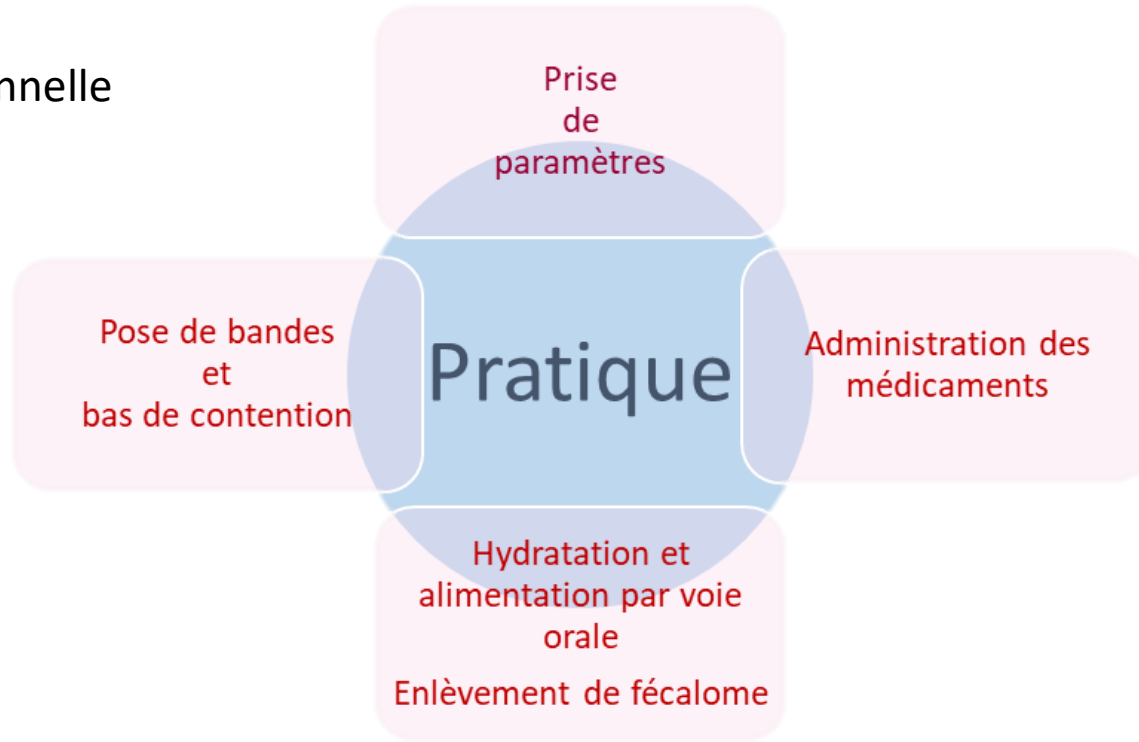 nnelle
Prise
de
paramètres
Pose de bandes
et
bas de contention
Pratique
Administration des
médicaments
Hydratation et
alimentation par voie
orale
Enlèvement de fécalome